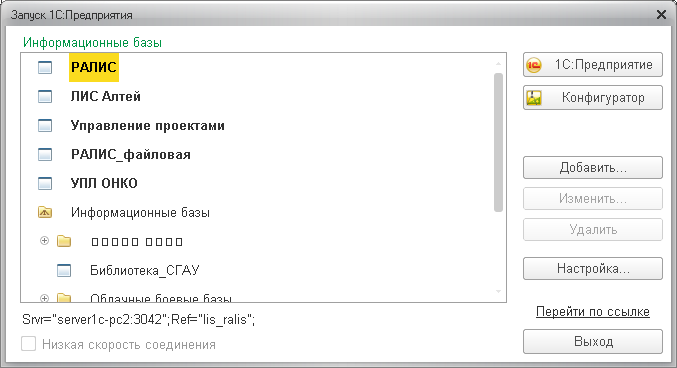 Запуск 1С:Предприятия
Информационные базы
РАЛИС
ЛИС Алтей
Управление проектами
РАЛИС_файловая
УПЛ ОНКО
Информационные базы
Библиотека_СГАУ
Облачные боевые базы
Srvr="server1c-pc2:3042";Ref="lis_ralis";
Низкая скорость соединения
1С:Предприятие
Конфигуратор
Добавить...
Изменить...
Удалить
Настройка...
Перейти по ссылке
Выход